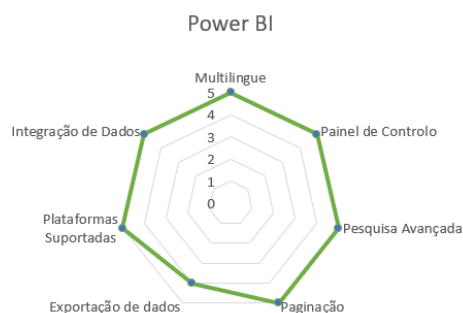 Power BI
Multilingue
5
4
3
2
1
0
Painel de Controlo
Pesquisa Avançada
Paginação
Exportação de dados
Plataformas
Suportadas
Integração de Dados